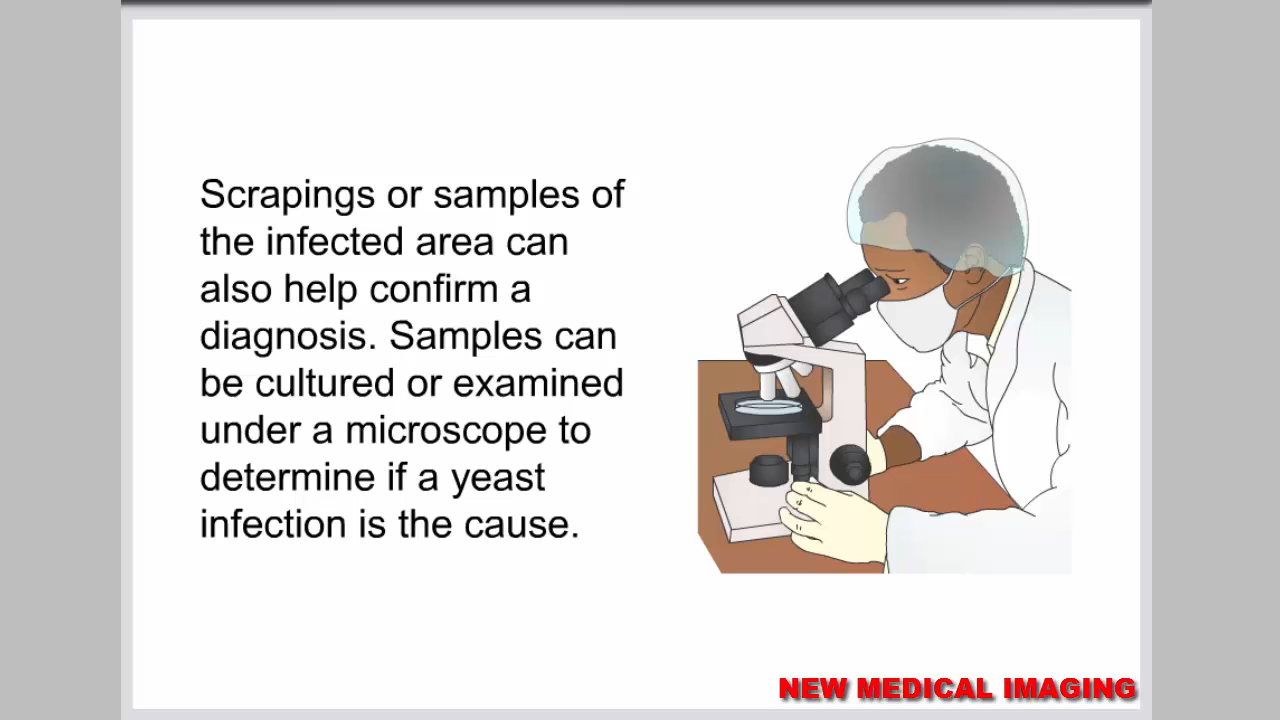 Scrapings or samples of
the infected area can
also help confirm a
diagnosis. Samples can
be cultured or examined
under a microscope to
determine if a yeast
infection is the cause.
NEW MEDICAL IMAGING